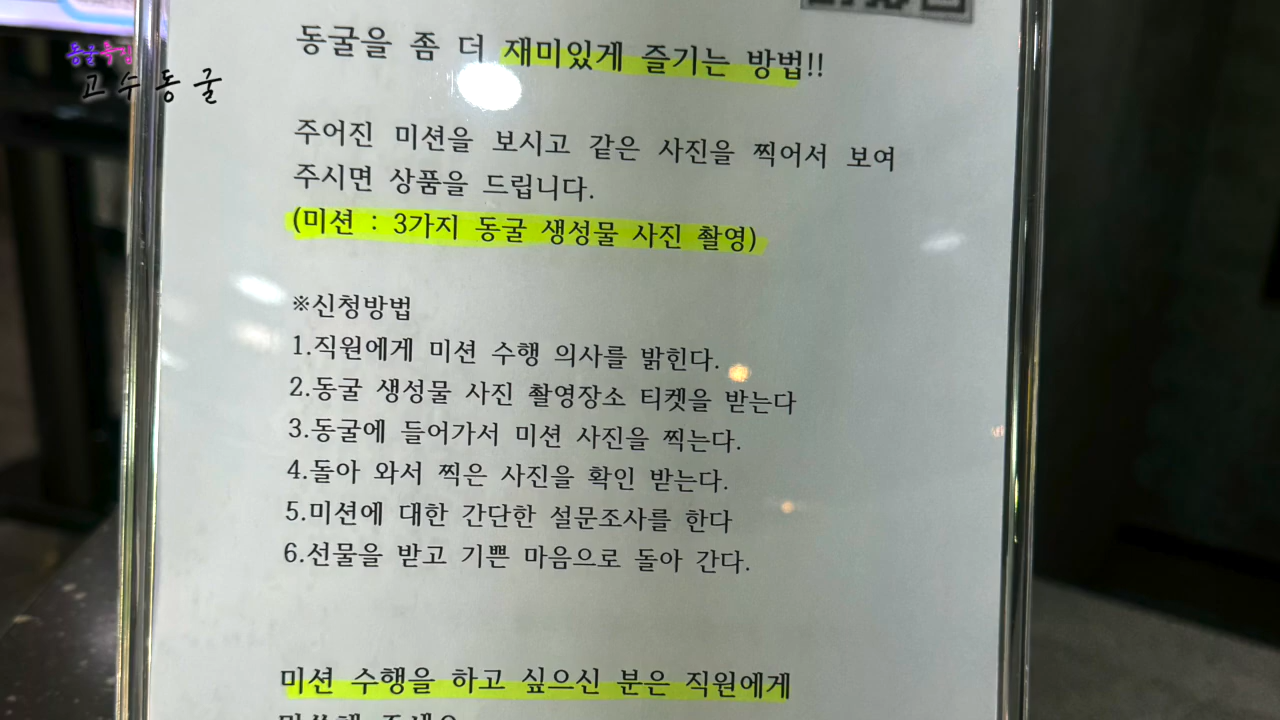 동굴특집
고수동굴
동굴을 좀 더 재미있게 즐기는 방법!!
주어진 미션을 보시고 같은 사진을 찍어서 보여
주시면 상품을 드립니다.
(미션 : 3가지 동굴 생성물 사진 촬영)
※신청방법
1.직원에게 미션 수행 의사를 밝힌다.
2.동굴 생성물 사진 촬영장소 티켓을 받는다
3.동굴에 들어가서 미션 사진을 찍는다.
4.돌아 와서 찍은 사진을 확인 받는다.
5.미션에 대한 간단한 설문조사를 한다
6.선물을 받고 기쁜 마음으로 돌아 간다.
미션 수행을 하고 싶으신 분은 직원에게